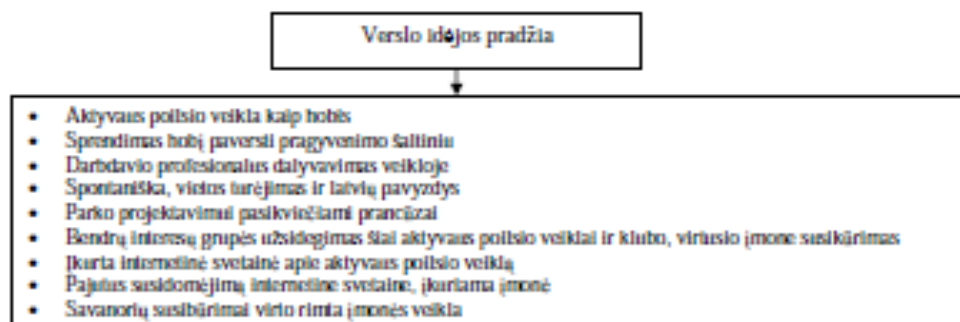 Verslo idėjos pradžia
• Aktyvaus poilsio veikla kaip hobis
• Sprendimas hobį paversti pragyvenimo šaltiniu
• Darbdavio profesionalus dalyvavimas veikloje
• Spontaniška, vietos turėjimas ir latvių pavyzdys
• Parko projektavimui pasikviečiami prancūzai
• Bendrų interesų grupės užsidegimas šiai aktyvaus poilsio veiklai ir klubo, virtusio įmone susikūrimas
• Įkurta internetinė svetainė apie aktyvaus poilsio veiklą
• Pajutus susidomėjimą internetine svetaine, įkuriama įmonė
• Savanorių susibūrimai virto rimta įmonės veikla